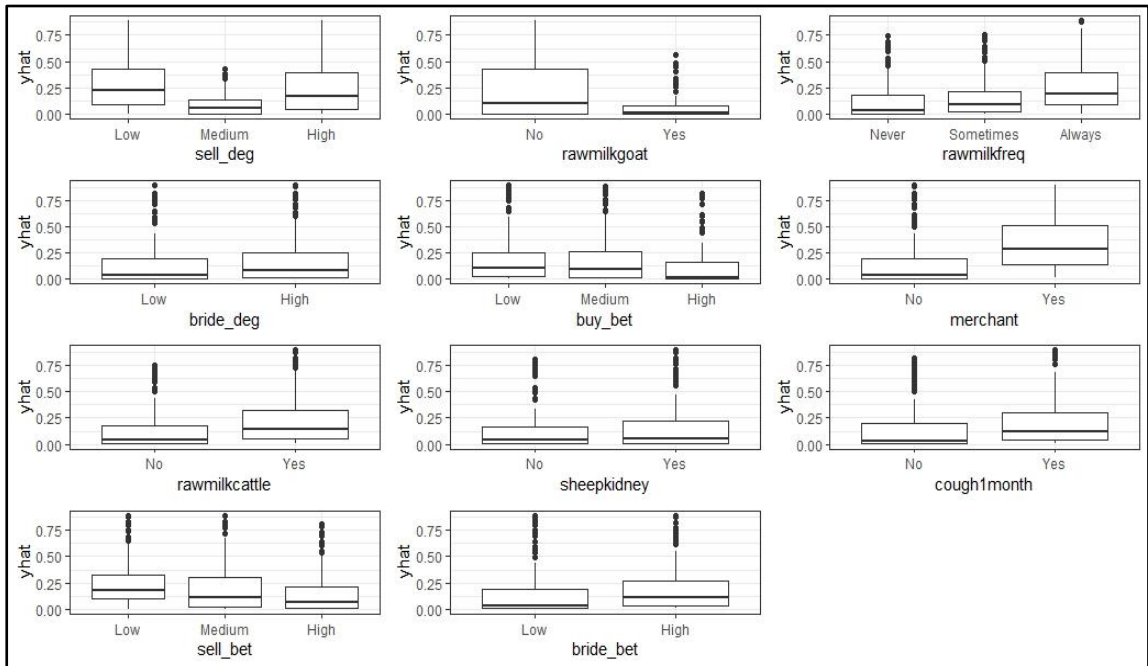 yhat
0.75
0.50
0.25
0.00
Low Medium High
sell_deg
yhat
0.75
0.50
0.25
0.00
No Yes
rawmilkgoat
yhat
0.75
0.50
0.25
0.00
Never Sometimes Always
rawmilkfreq
yhat
0.75
0.50
0.25
0.00
Low High
bride_deg
yhat
0.75
0.50
0.25
0.00
Low Medium High
buy_bet
yhat
0.75
0.50
0.25
0.00
No Yes
merchant
yhat
0.75
0.50
0.25
0.00
No Yes
rawmilkcattle
yhat
0.75
0.50
0.25
0.00
No Yes
sheepkidney
yhat
0.75
0.50
0.25
0.00
No Yes
cough1month
yhat
0.75
0.50
0.25
0.00
Low Medium High
sell_bet
yhat
0.75
0.50
0.25
0.00
Low High
bride_bet